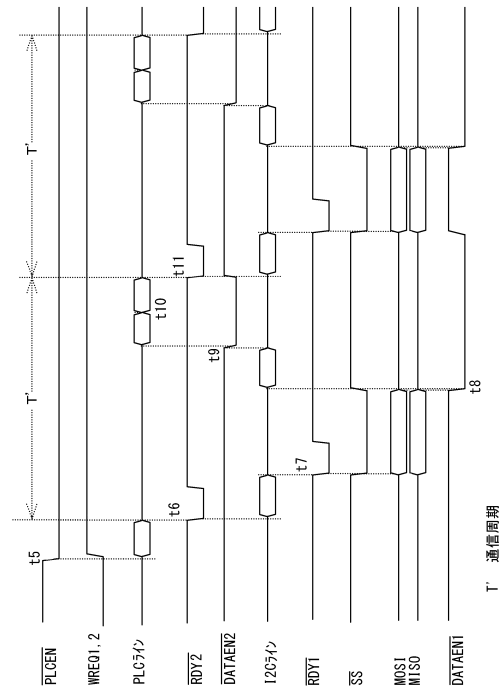 PLCEN
WREQ1, 2
PLCライン
RDY2
DATAEN2
I2Cライン
RDY1
SS
MOSI
MISO
DATAEN1
t5
t6
t7
t8
t9
t10
t11
T'
T'
T' 通信周期